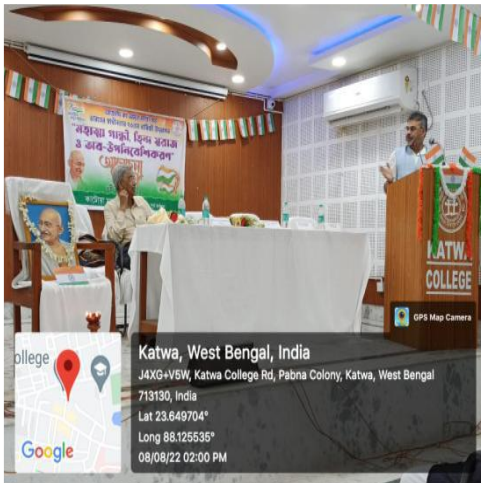 মহাত্মা গান্ধী, হিন্দ স্বরাজ
ও ভাব-উপনিবেশিকরণ"
আলোচনা
KATWA
COLLEGE
GPS Map Camera
ollege
Google
Katwa, West Bengal, India
J4XG+V5W, Katwa College Rd, Pabna Colony, Katwa, West Bengal
713130, India
Lat 23.649704°
Long 88.125535°
08/08/22 02:00 PM